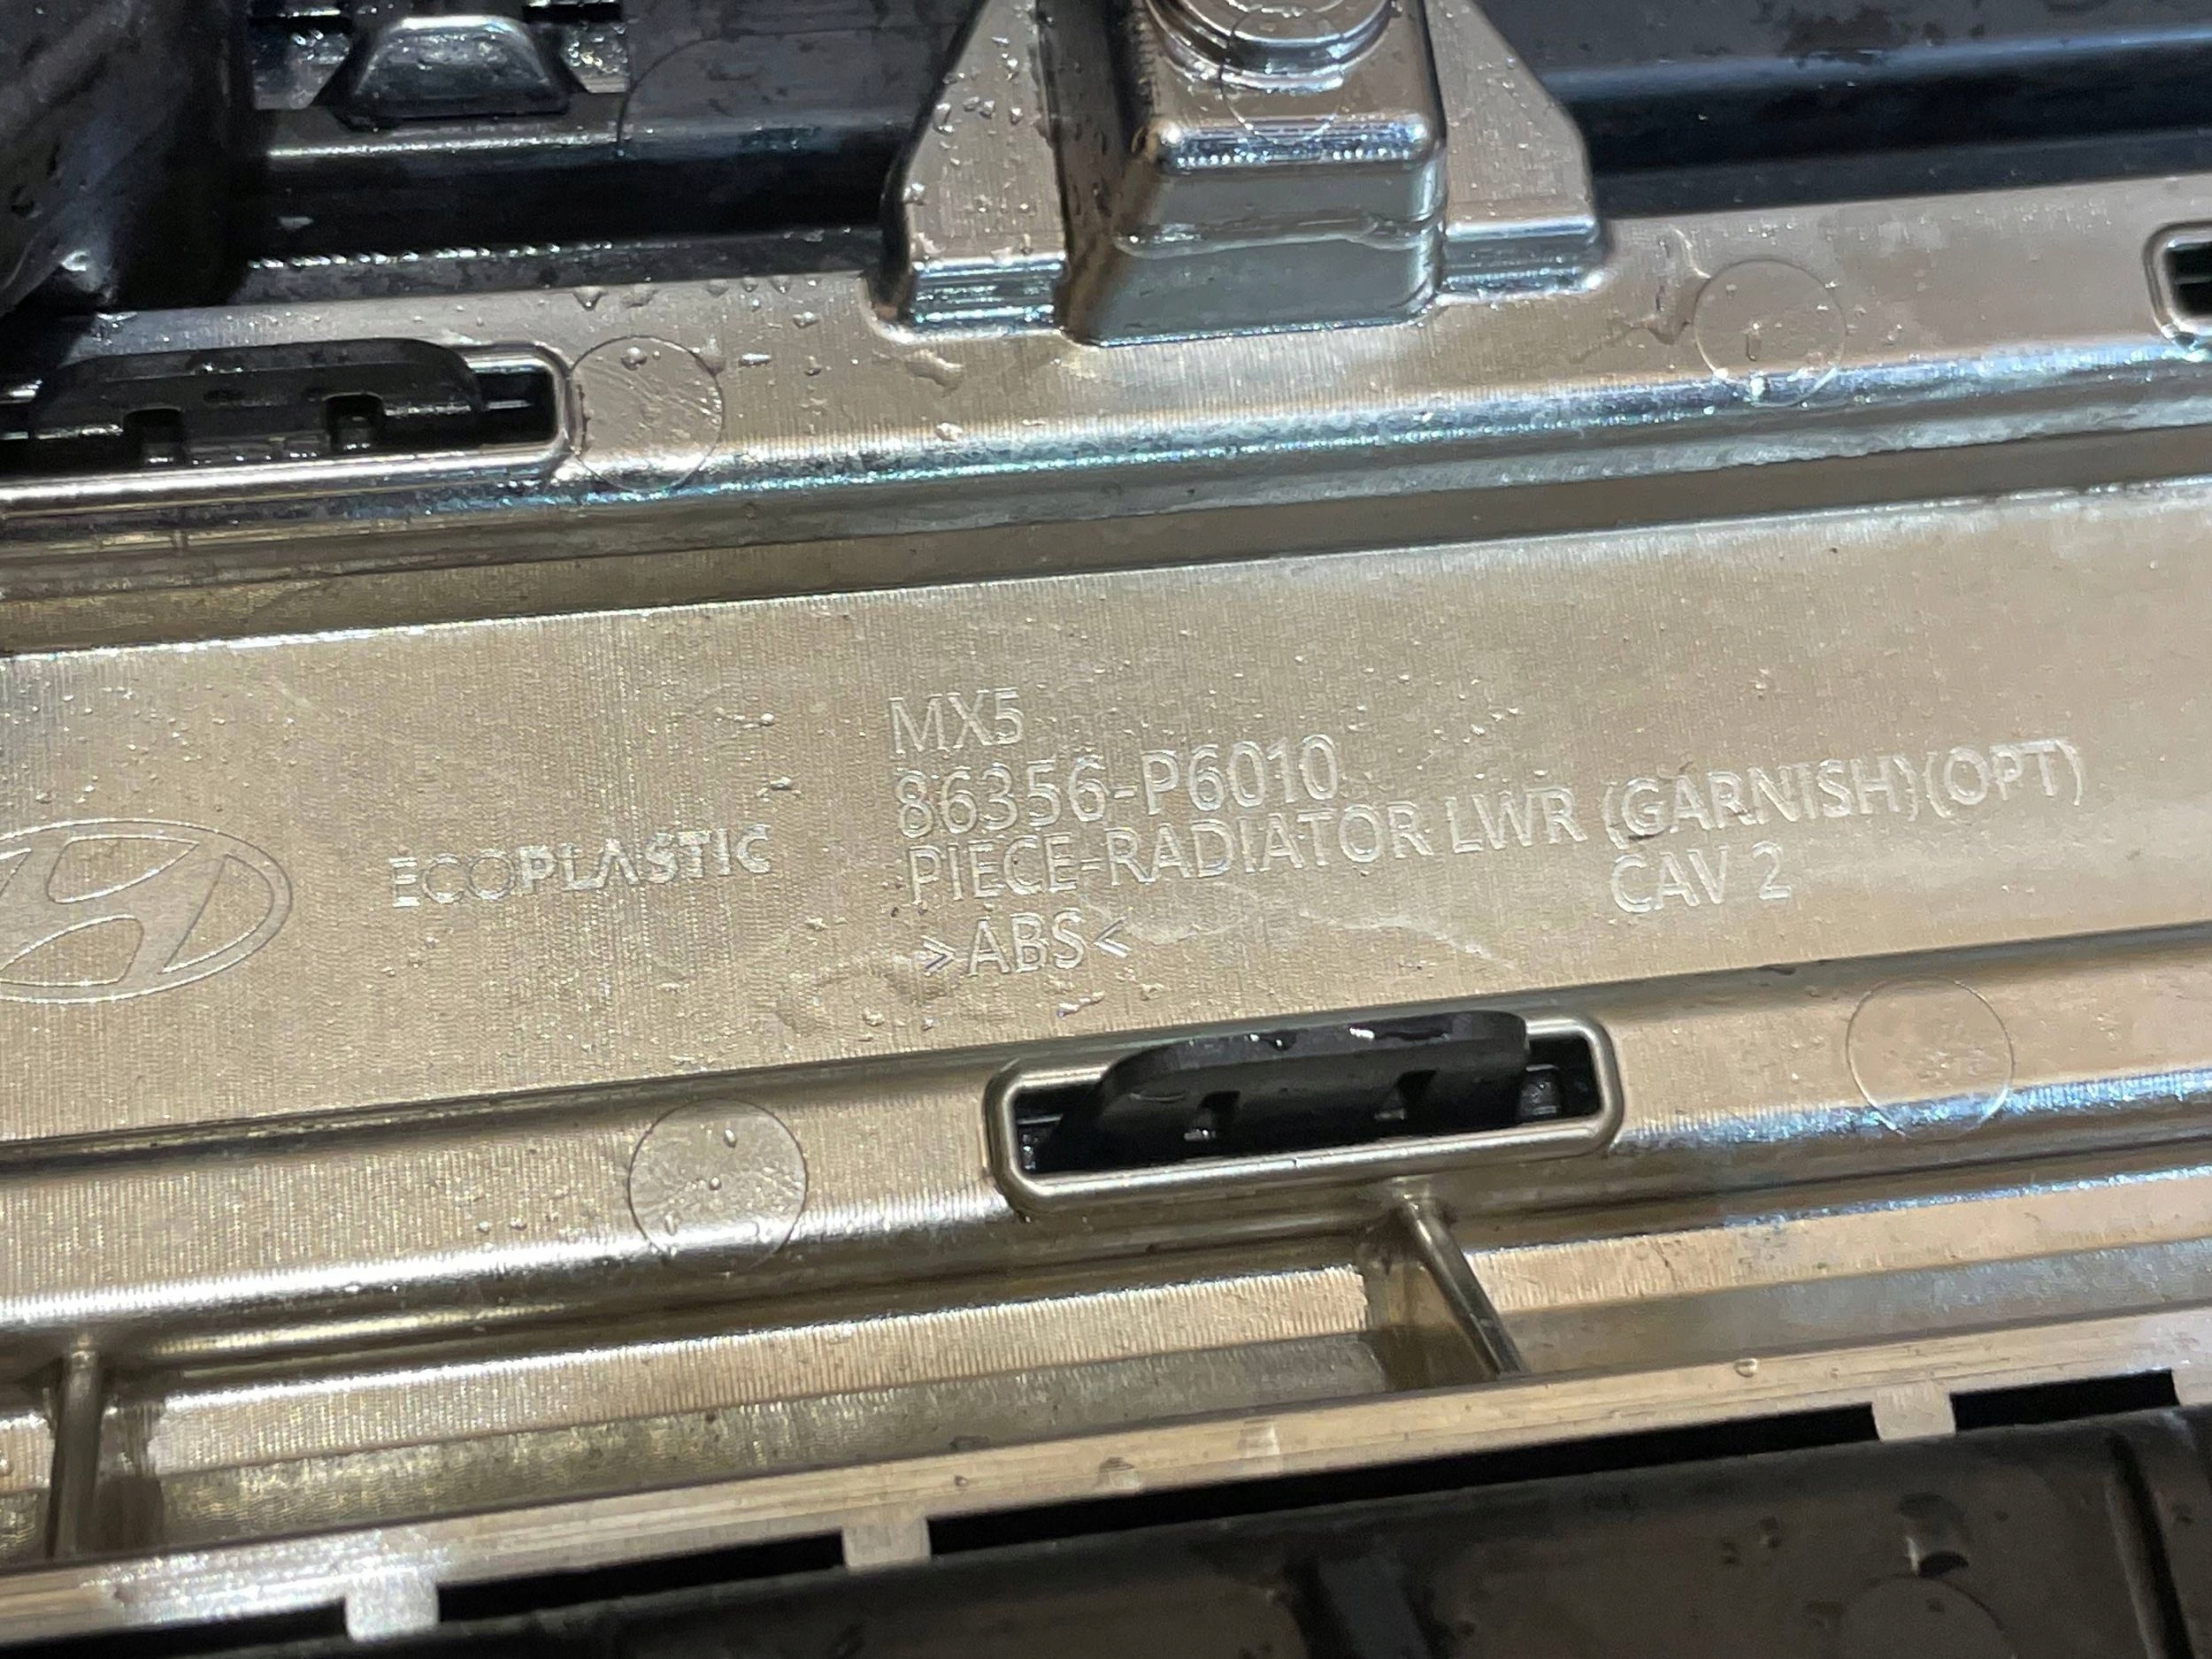 MX5
86356-P6010
PIECE-RADIATOR LWR (GARNISH)(OPT)
ECOPLASTIC
CAV 2
>ABS<